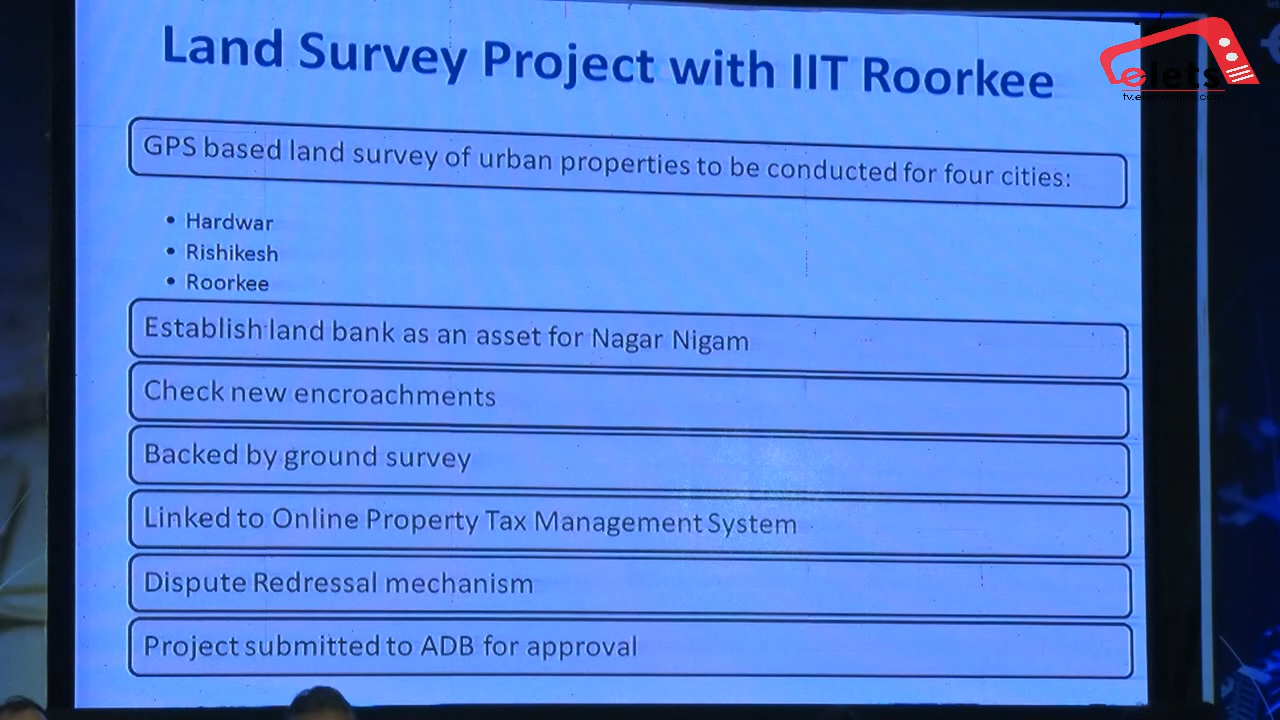 Land Survey Project with IIT Roorkee
elets
GPS based land survey of urban properties to be conducted for four cities:
• Hardwar
• Rishikesh
• Roorkee
Establish land bank as an asset for Nagar Nigam
Check new encroachments
Backed by ground survey
Linked to Online Property Tax Management System
Dispute Redressal mechanism
Project submitted to ADB for approval